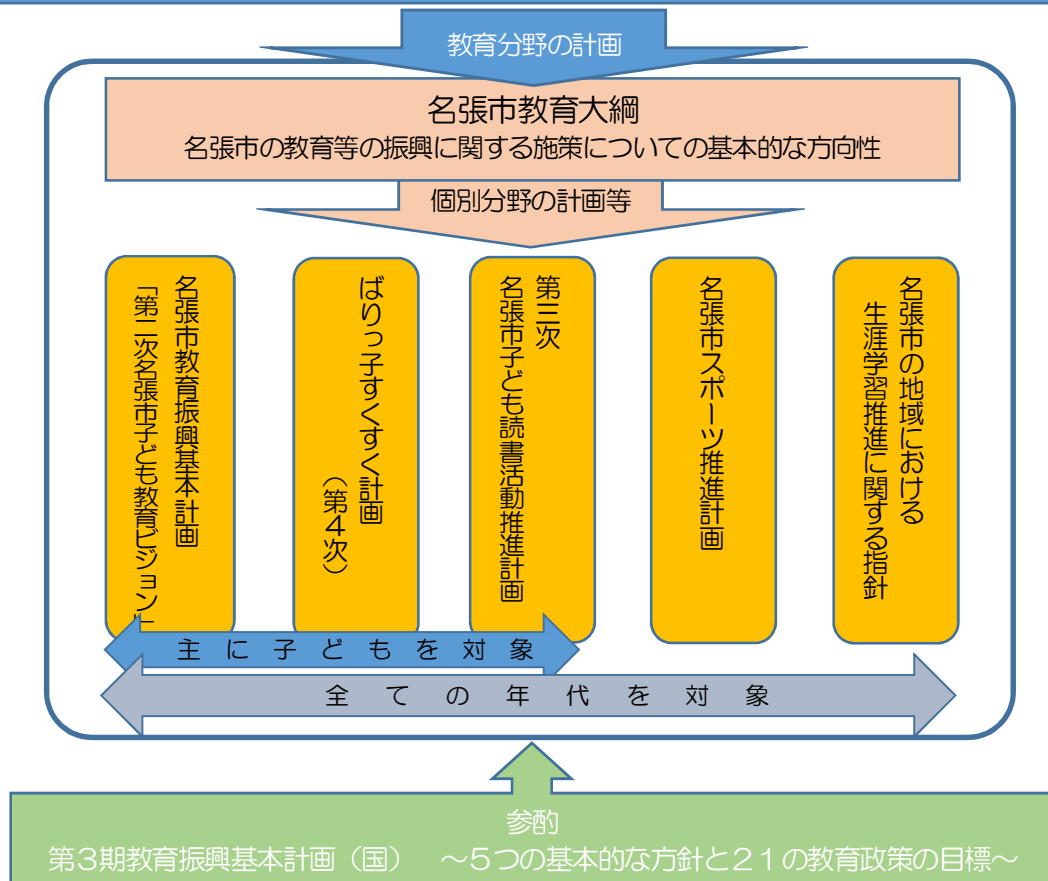 教育分野の計画
名張市教育大綱
名張市の教育等の振興に関する施策についての基本的な方向性
個別分野の計画等
名張市教育振興基本計画
「第二次名張市子ども教育ビジョン」
ばりっ子すくすく計画
（第４次）
第三次
名張市子ども読書活動推進計画
名張市スポーツ推進計画
名張市の地域における
生涯学習推進に関する指針
主に子どもを対象
全ての年代を対象
参酌
第３期教育振興基本計画（国）　～５つの基本的な方針と２１の教育政策の目標～